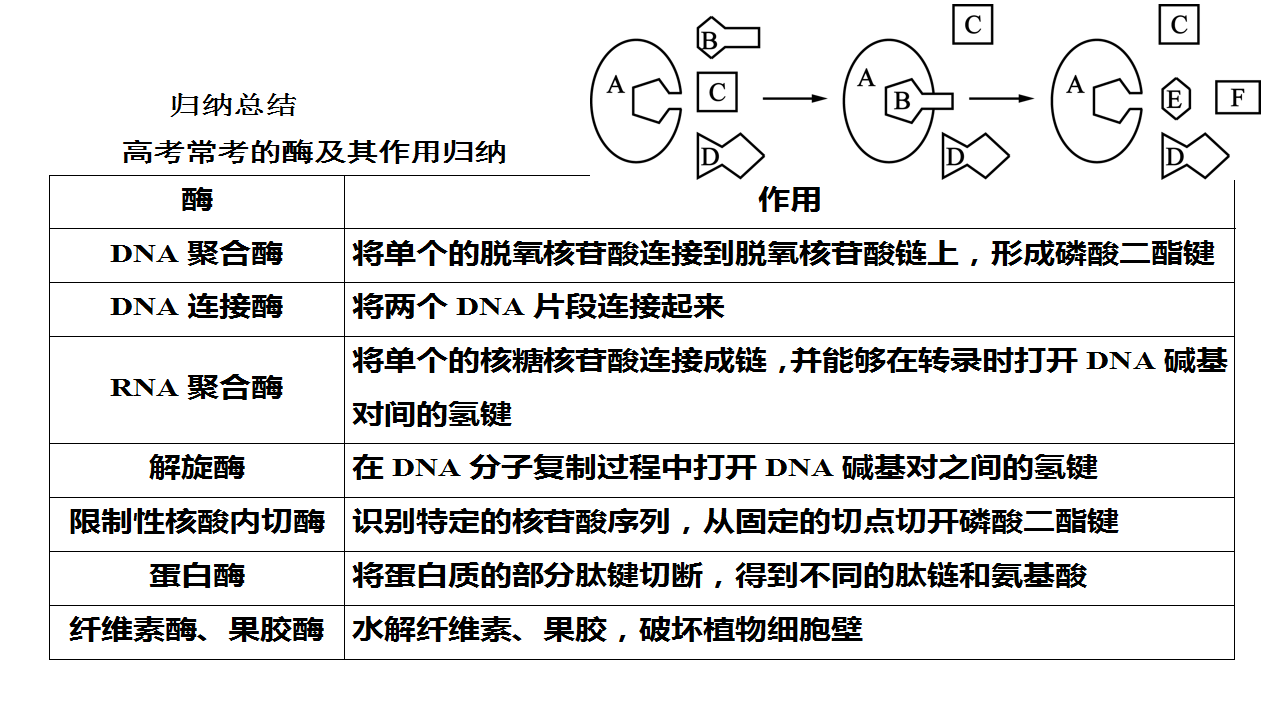 B
C
C
A
C
A
B
A
E
F
D
D
D
归纳总结
高考常考的酶及其作用归纳
酶 作用
DNA 聚合酶 将单个的脱氧核苷酸连接到脱氧核苷酸链上，形成磷酸二酯键
DNA 连接酶 将两个 DNA 片段连接起来
RNA 聚合酶 将单个的核糖核苷酸连接成链，并能够在转录时打开 DNA 碱基
对间的氢键
解旋酶 在 DNA 分子复制过程中打开 DNA 碱基对之间的氢键
限制性核酸内切酶 识别特定的核苷酸序列，从固定的切点切开磷酸二酯键
蛋白酶 将蛋白质的部分肽键切断，得到不同的肽链和氨基酸
纤维素酶、果胶酶 水解纤维素、果胶，破坏植物细胞壁